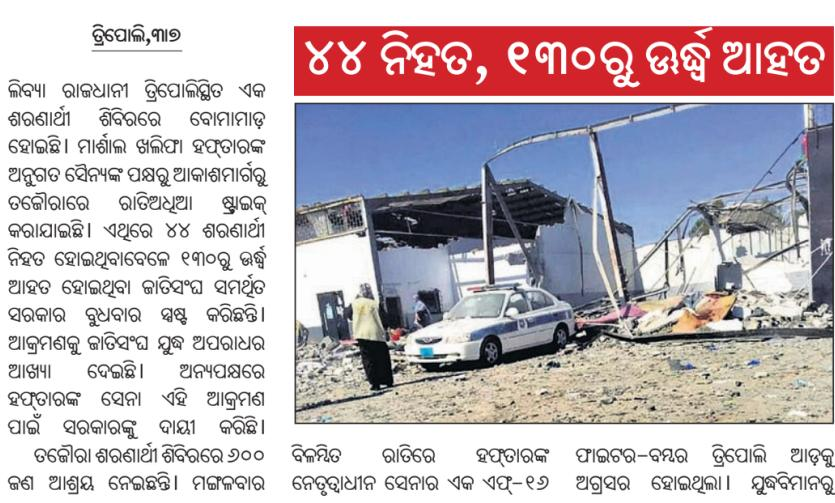 ୪୪ ନିହତ, ୧୩୦ରୁ ଊର୍ଦ୍ଧ୍ଵ ଆହତ
ତ୍ରିପୋଲି,୩ା୭
ଲିବ୍ୟା ରାଜଧାନୀ ତ୍ରିପୋଲିସ୍ଥିତ ଏକ
ଶରଣାର୍ଥୀ ଶିବିରରେ ବୋମାମାଡ଼
ହୋଇଛି। ମାର୍ଶାଲ ଖଲିଫା ହଫ୍‌ତାରଙ୍କ
ଅନୁଗତ ସୈନ୍ୟଙ୍କ ପକ୍ଷରୁ ଆକାଶମାର୍ଗରୁ
ତଜୌରାରେ ରାତିଅଧିଆ ଷ୍ଟ୍ରାଇକ୍
କରାଯାଇଛି। ଏଥିରେ ୪୪ ଶରଣାର୍ଥୀ
ନିହତ ହୋଇଥିବାବେଳେ ୧୩୦ରୁ ଊର୍ଦ୍ଧ୍ଵ
ଆହତ ହୋଇଥିବା ଜାତିସଂଘ ସମର୍ଥିତ
ସରକାର ବୁଧବାର ସ୍ପଷ୍ଟ କରିଛନ୍ତି।
ଆକ୍ରମଣକୁ ଜାତିସଂଘ ଯୁଦ୍ଧ ଅପରାଧର
ଆଖ୍ୟା ଦେଇଛି। ଅନ୍ୟପକ୍ଷରେ
ହଫ୍‌ତାରଙ୍କ ସେନା ଏହି ଆକ୍ରମଣ
ପାଇଁ ସରକାରଙ୍କୁ ଦାୟୀ କରିଛି।
ତଜୌରା ଶରଣାର୍ଥୀ ଶିବିରରେ ୬୦୦
ଜଣ ଆଶ୍ରୟ ନେଇଛନ୍ତି। ମଙ୍ଗଳବାର
ବିଳମ୍ବିତ ରାତିରେ ହଫ୍‌ତାରଙ୍କ
ନେତୃତ୍ୱାଧୀନ ସେନାର ଏକ ଏଫ୍-୧୬
ଫାଇଟର-ବମ୍ବର ତ୍ରିପୋଲି ଆଡ଼କୁ
ଅଗ୍ରସର ହୋଇଥିଲା। ଯୁଦ୍ଧବିମାନରୁ